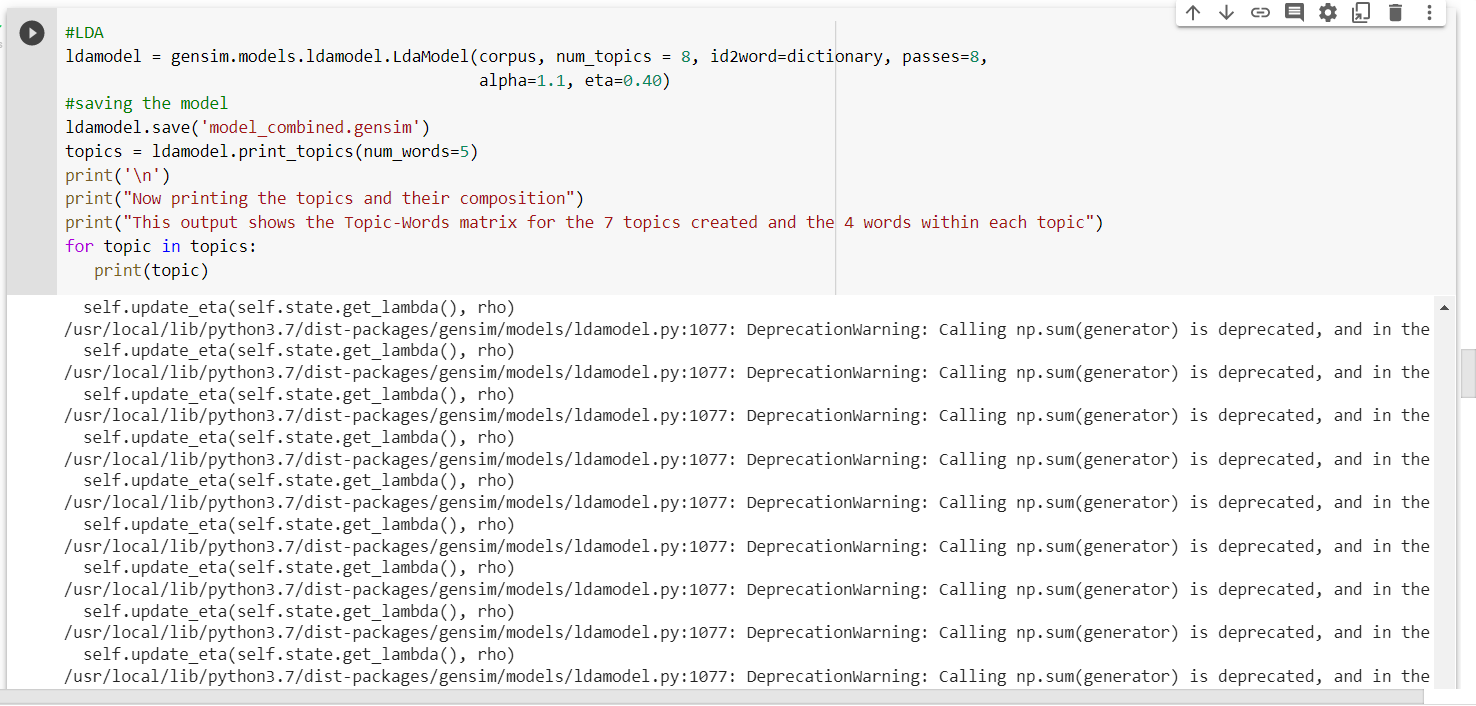 #LDA
ldamodel = gensim.models.ldamodel.LdaModel(corpus, num_topics = 8, id2word=dictionary, passes=8,
                                           alpha=1.1, eta=0.40)
#saving the model
ldamodel.save('model_combined.gensim')
topics = ldamodel.print_topics(num_words=5)
print('\n')
print("Now printing the topics and their composition")
print("This output shows the Topic-Words matrix for the 7 topics created and the 4 words within each topic")
for topic in topics:
   print(topic)
  self.update_eta(self.state.get_lambda(), rho)
/usr/local/lib/python3.7/dist-packages/gensim/models/ldamodel.py:1077: DeprecationWarning: Calling np.sum(generator) is deprecated, and in the
  self.update_eta(self.state.get_lambda(), rho)
/usr/local/lib/python3.7/dist-packages/gensim/models/ldamodel.py:1077: DeprecationWarning: Calling np.sum(generator) is deprecated, and in the
  self.update_eta(self.state.get_lambda(), rho)
/usr/local/lib/python3.7/dist-packages/gensim/models/ldamodel.py:1077: DeprecationWarning: Calling np.sum(generator) is deprecated, and in the
  self.update_eta(self.state.get_lambda(), rho)
/usr/local/lib/python3.7/dist-packages/gensim/models/ldamodel.py:1077: DeprecationWarning: Calling np.sum(generator) is deprecated, and in the
  self.update_eta(self.state.get_lambda(), rho)
/usr/local/lib/python3.7/dist-packages/gensim/models/ldamodel.py:1077: DeprecationWarning: Calling np.sum(generator) is deprecated, and in the
  self.update_eta(self.state.get_lambda(), rho)
/usr/local/lib/python3.7/dist-packages/gensim/models/ldamodel.py:1077: DeprecationWarning: Calling np.sum(generator) is deprecated, and in the
  self.update_eta(self.state.get_lambda(), rho)
/usr/local/lib/python3.7/dist-packages/gensim/models/ldamodel.py:1077: DeprecationWarning: Calling np.sum(generator) is deprecated, and in the
  self.update_eta(self.state.get_lambda(), rho)
/usr/local/lib/python3.7/dist-packages/gensim/models/ldamodel.py:1077: DeprecationWarning: Calling np.sum(generator) is deprecated, and in the
  self.update_eta(self.state.get_lambda(), rho)
/usr/local/lib/python3.7/dist-packages/gensim/models/ldamodel.py:1077: DeprecationWarning: Calling np.sum(generator) is deprecated, and in the